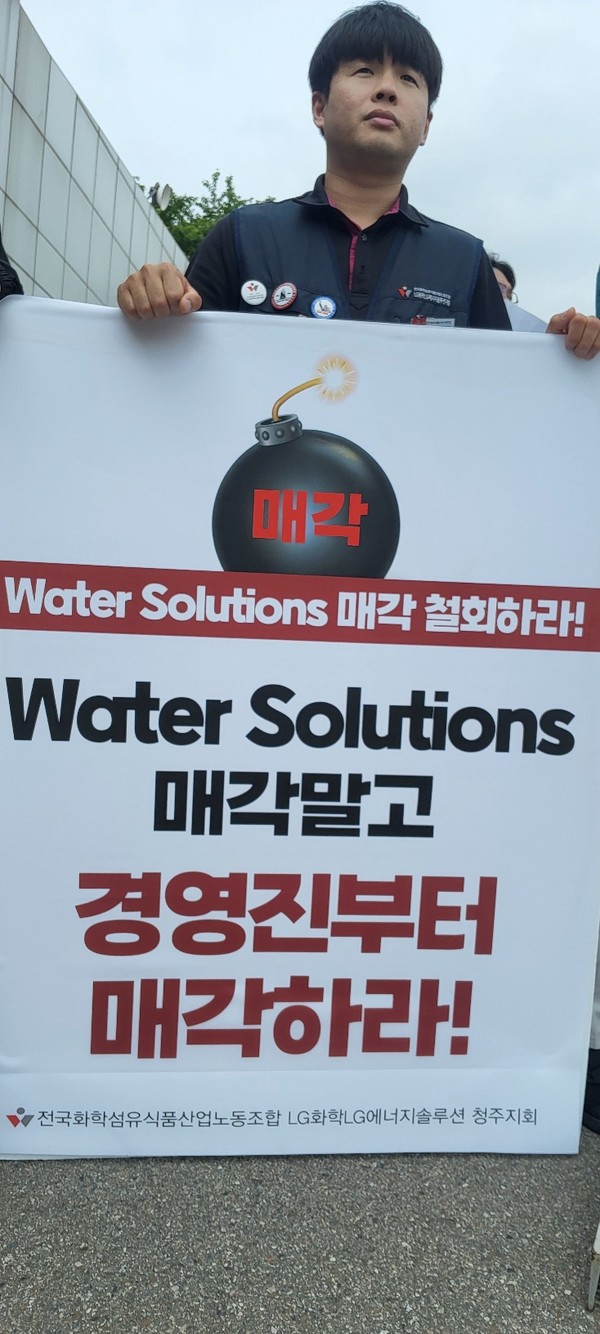 매각
Water Solutions 매각 철회하라!
Water Solutions
매각말고
경영진부터
매각하라!
전국화학섬유식품산업노동조합 LG화학LG에너지솔루션 청주지회